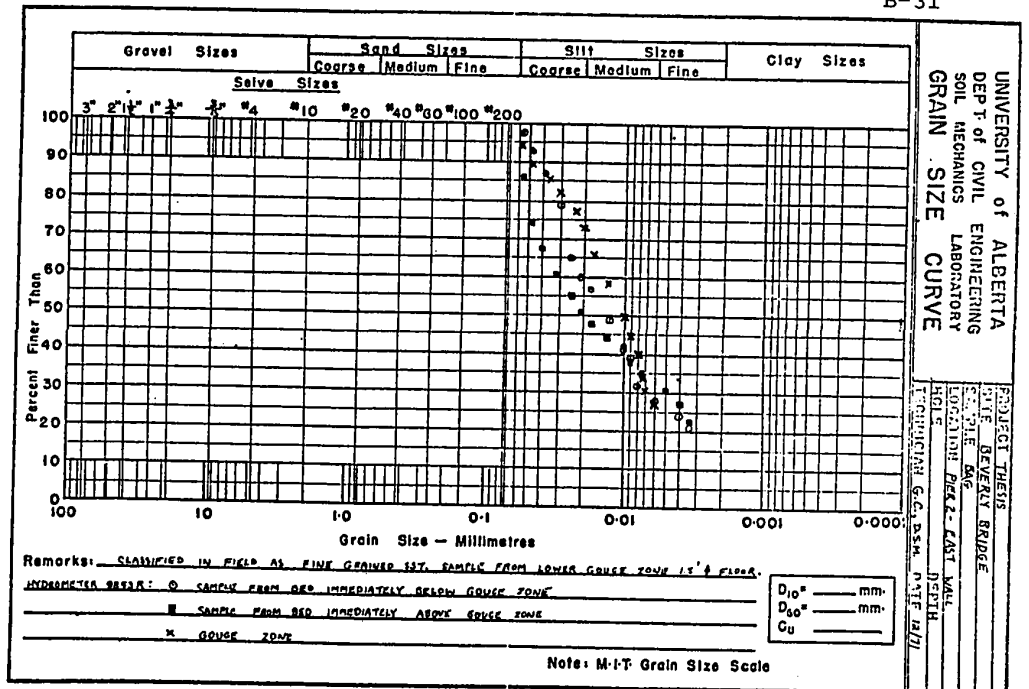 B-31
Gravel Sizes
Sand Sizes
Silt Sizes
Clay Sizes
Coarse Medium Fine
Coarse Medium Fine
Seive Sizes
3" 2" 1½" 1" ¾" ⅜" #4 #10 #20 #40 #60 #100 #200
100
90
80
70
60
50
40
30
20
10
0
Percent Finer Than
100 10 1·0 0·1 0·01 0·001 0·0001
Grain Size — Millimetres
Remarks: CLASSIFIED IN FIELD AS FINE GRAINED SST. SAMPLE FROM LOWER GOUGE ZONE 1.5' FLOOR.
HYDROMETER 985.5R: SAMPLE FROM BED IMMEDIATELY BELOW GOUGE ZONE
SAMPLE FROM BED IMMEDIATELY ABOVE GOUGE ZONE
x GOUGE ZONE
D10= mm.
D60= mm.
CU
Note: M·I·T Grain Size Scale
UNIVERSITY of ALBERTA
DEP'T. of CIVIL ENGINEERING
SOIL MECHANICS LABORATORY
GRAIN SIZE CURVE
PROJECT THESIS
SITE BEVERLY BRIDGE
SAMPLE BAG
LOCATION PIER 2 - EAST WALL
HOLE DEPTH
TECHNICIAN G.C. D.S.M. DATE 12/71